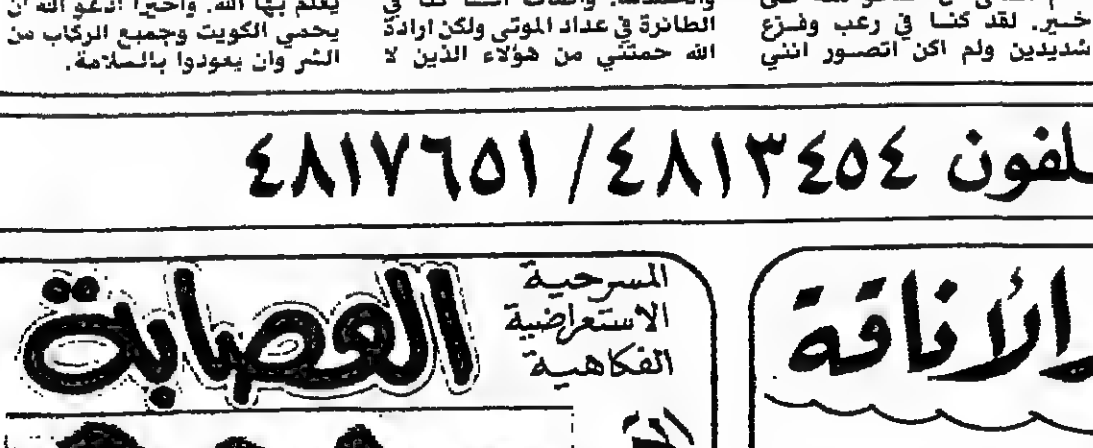 خير. لقد كنا في رعب وفزع
شديدين ولم اكن اتصور انني
الطائرة في عداد الموتى ولكن ارادة
الله حمتني من هؤلاء الذين لا
يعلم بها الله. واخيرا ادعو الله ان
يحمي الكويت وجميع الركاب من
الشر وان يعودوا بالسلامة.
لفون ٤٨١٣٤٥٤ / ٤٨١٧٦٥١
الأناقة
المسرحية
الاستعراضية
الفكاهية
العصابة